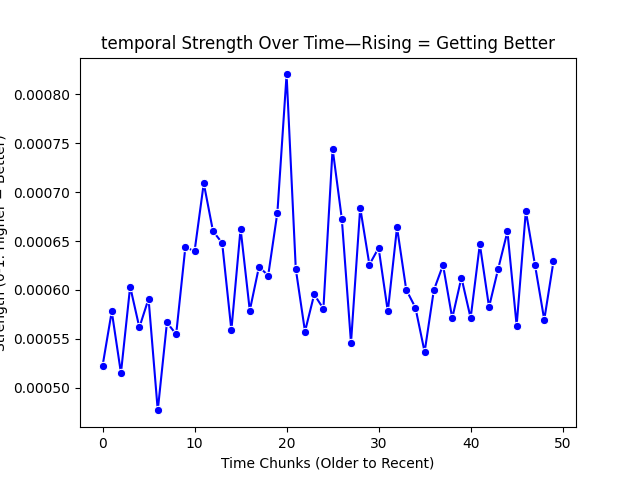 temporal Strength Over Time—Rising = Getting Better
0.00080
0.00075
0.00070
0.00065
0.00060
0.00055
0.00050
0 10 20 30 40 50
Time Chunks (Older to Recent)